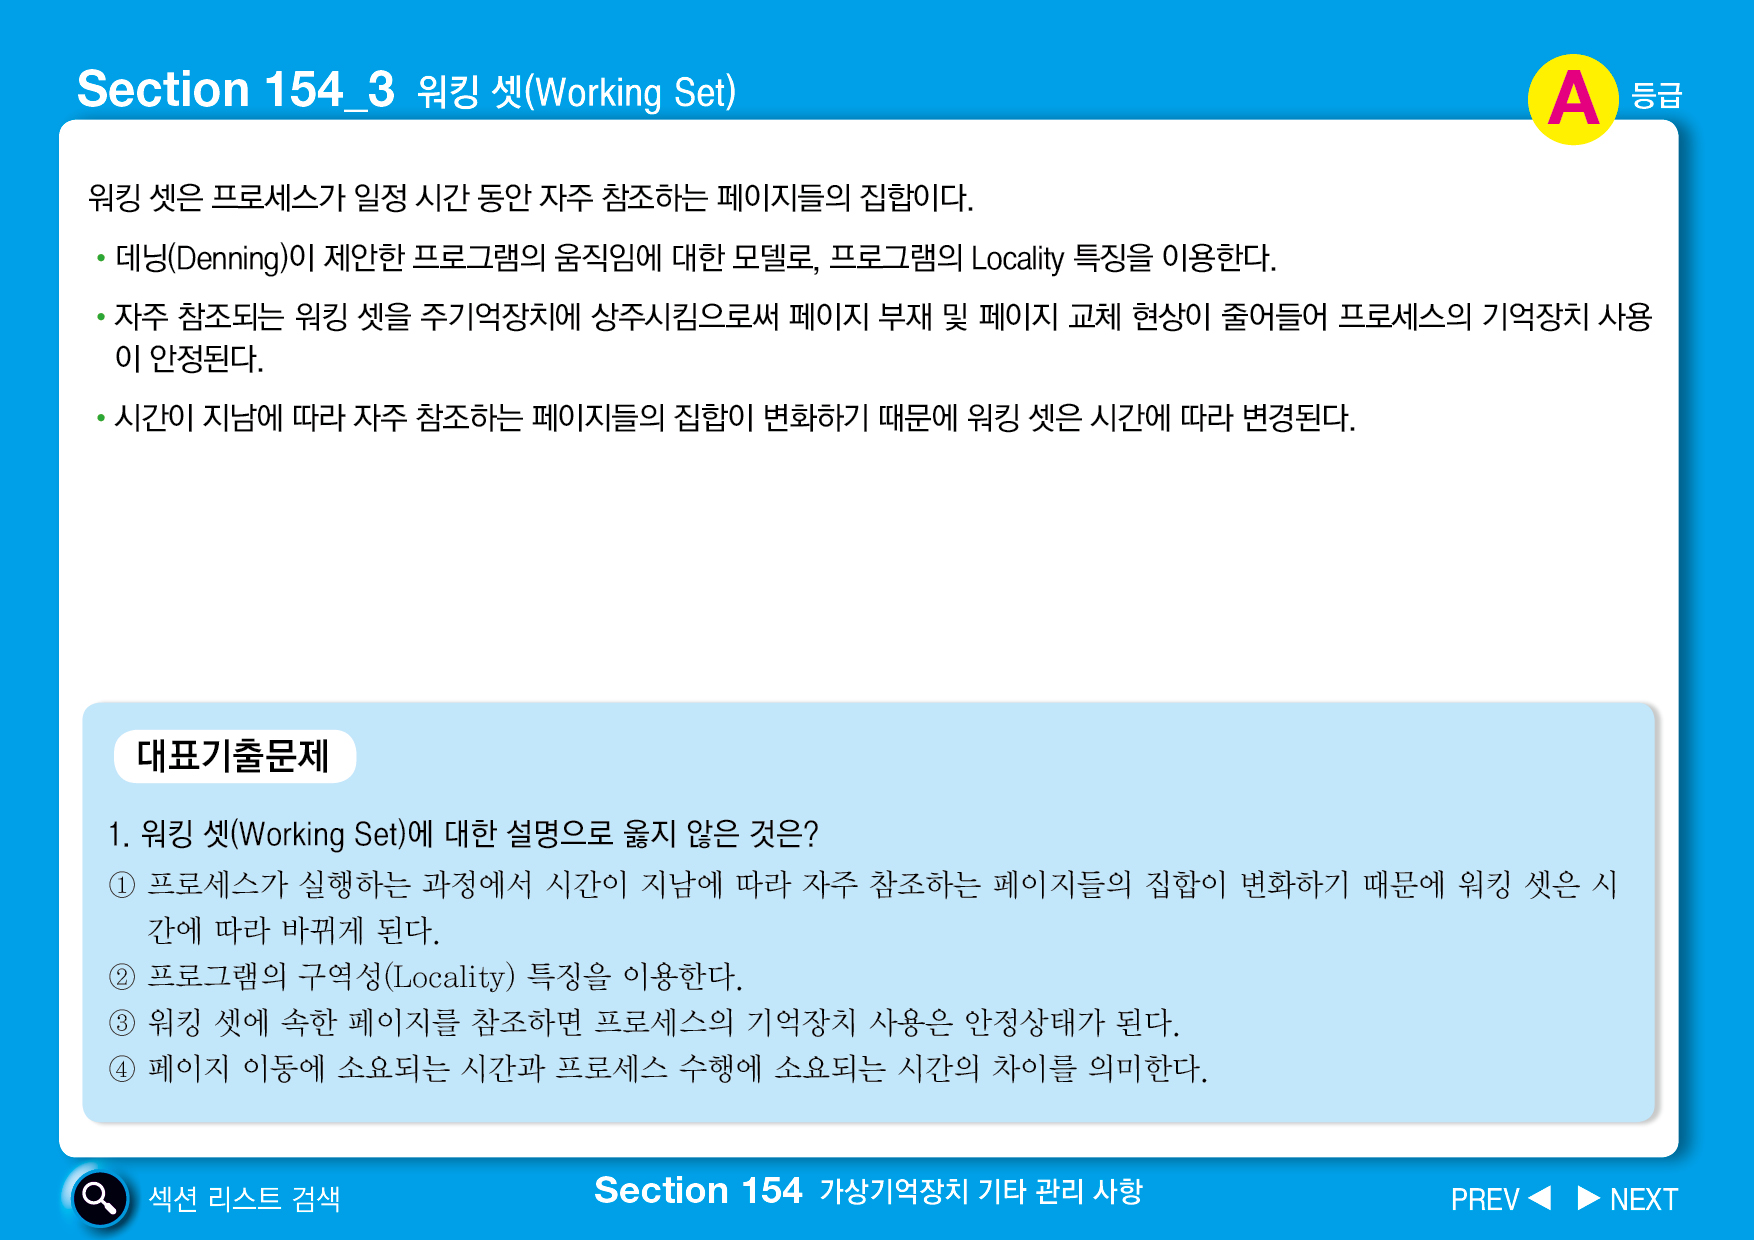 Section 154_3 워킹 셋(Working Set)
A 등급
워킹 셋은 프로세스가 일정 시간 동안 자주 참조하는 페이지들의 집합이다.
• 데닝(Denning)이 제안한 프로그램의 움직임에 대한 모델로, 프로그램의 Locality 특징을 이용한다.
• 자주 참조되는 워킹 셋을 주기억장치에 상주시킴으로써 페이지 부재 및 페이지 교체 현상이 줄어들어 프로세스의 기억장치 사용
이 안정된다.
• 시간이 지남에 따라 자주 참조하는 페이지들의 집합이 변화하기 때문에 워킹 셋은 시간에 따라 변경된다.
대표기출문제
1. 워킹 셋(Working Set)에 대한 설명으로 옳지 않은 것은?
① 프로세스가 실행하는 과정에서 시간이 지남에 따라 자주 참조하는 페이지들의 집합이 변화하기 때문에 워킹 셋은 시
간에 따라 바뀌게 된다.
② 프로그램의 구역성(Locality) 특징을 이용한다.
③ 워킹 셋에 속한 페이지를 참조하면 프로세스의 기억장치 사용은 안정상태가 된다.
④ 페이지 이동에 소요되는 시간과 프로세스 수행에 소요되는 시간의 차이를 의미한다.
섹션 리스트 검색
Section 154 가상기억장치 기타 관리 사항
PREV ◀ ▶ NEXT